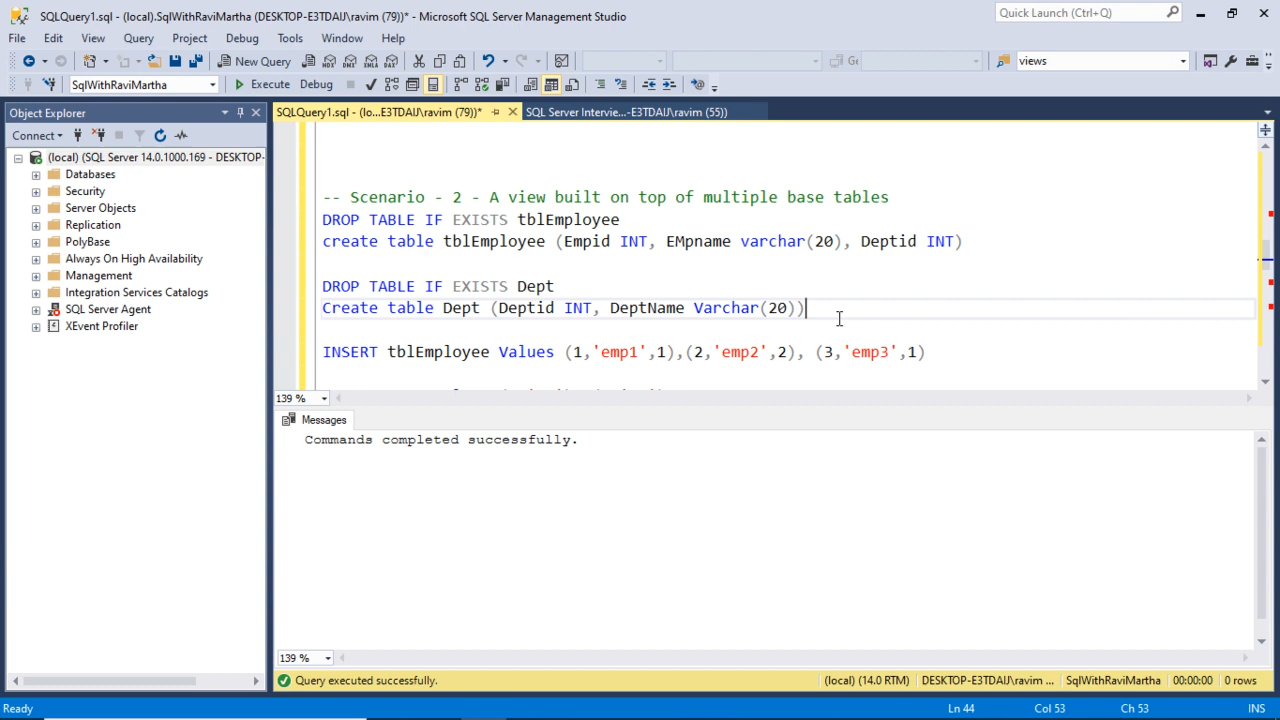 SQLQuery1.sql - (local).SqlWithRaviMartha (DESKTOP-E3TDAIJ\ravim (79))* - Microsoft SQL Server Management Studio
Quick Launch (Ctrl+Q)
File Edit View Query Project Debug Tools Window Help
New Query
views
SqlWithRaviMartha
Execute Debug
Object Explorer
SQLQuery1.sql - (lo...E3TDAIJ\ravim (79))*
SQL Server Intervie...-E3TDAIJ\ravim (55))
Connect
(local) (SQL Server 14.0.1000.169 - DESKTOP-
Databases
Security
Server Objects
Replication
PolyBase
Always On High Availability
Management
Integration Services Catalogs
SQL Server Agent
XEvent Profiler
-- Scenario - 2 - A view built on top of multiple base tables
DROP TABLE IF EXISTS tblEmployee
create table tblEmployee (Empid INT, EMpname varchar(20), Deptid INT)
DROP TABLE IF EXISTS Dept
Create table Dept (Deptid INT, DeptName Varchar(20))
INSERT tblEmployee Values (1,'emp1',1),(2,'emp2',2), (3,'emp3',1)
139 %
Messages
Commands completed successfully.
139 %
Query executed successfully.
(local) (14.0 RTM) DESKTOP-E3TDAIJ\ravim ... SqlWithRaviMartha 00:00:00 0 rows
Ready Ln 44 Col 53 Ch 53 INS